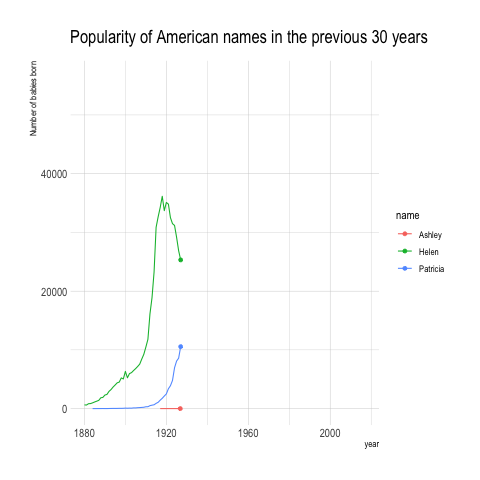 Popularity of American names in the previous 30 years
Number of babies born
40000
20000
0
1880
1920
1960
2000
year
name
Ashley
Helen
Patricia